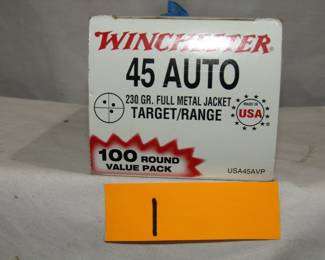 WINCHESTER
45 AUTO
230 GR. FULL METAL JACKET
TARGET/RANGE
MADE IN
USA
100 ROUND
VALUE PACK
USA45AVP
1